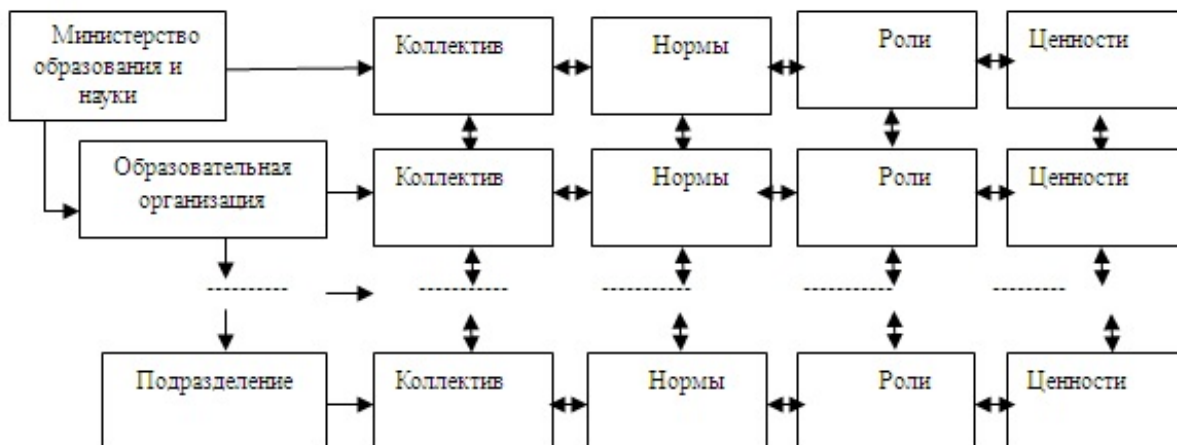 Министерство
образования и
науки
Коллектив
Нормы
Роли
Ценности
Образовательная
организация
Коллектив
Нормы
Роли
Ценности
Подразделение
Коллектив
Нормы
Роли
Ценности